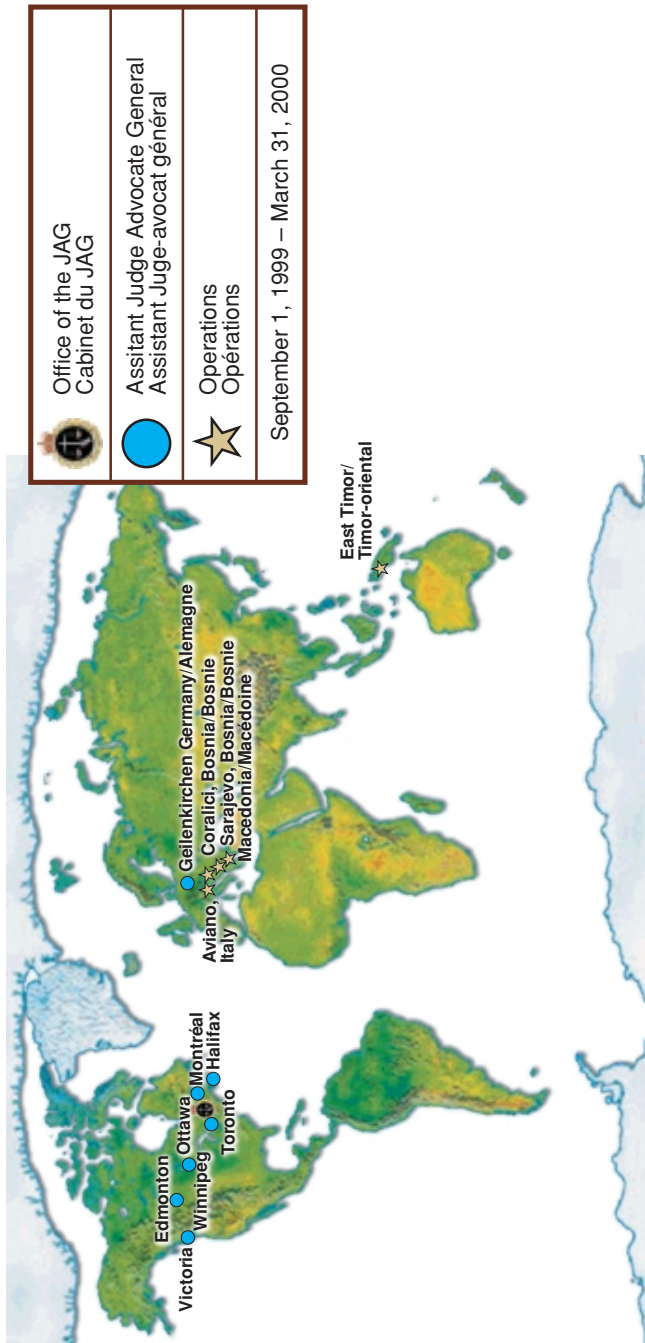 Office of the JAG
Cabinet du JAG
Assitant Judge Advocate General
Assistant Juge-avocat général
Operations
Opérations
September 1, 1999 – March 31, 2000
Victoria
Edmonton
Winnipeg
Ottawa
Toronto
Montréal
Halifax
Geilenkirchen Germany/Alemagne
Aviano,
Italy
Coralici, Bosnia/Bosnie
Sarajevo, Bosnia/Bosnie
Macedonia/Macédoine
East Timor/
Timor-oriental